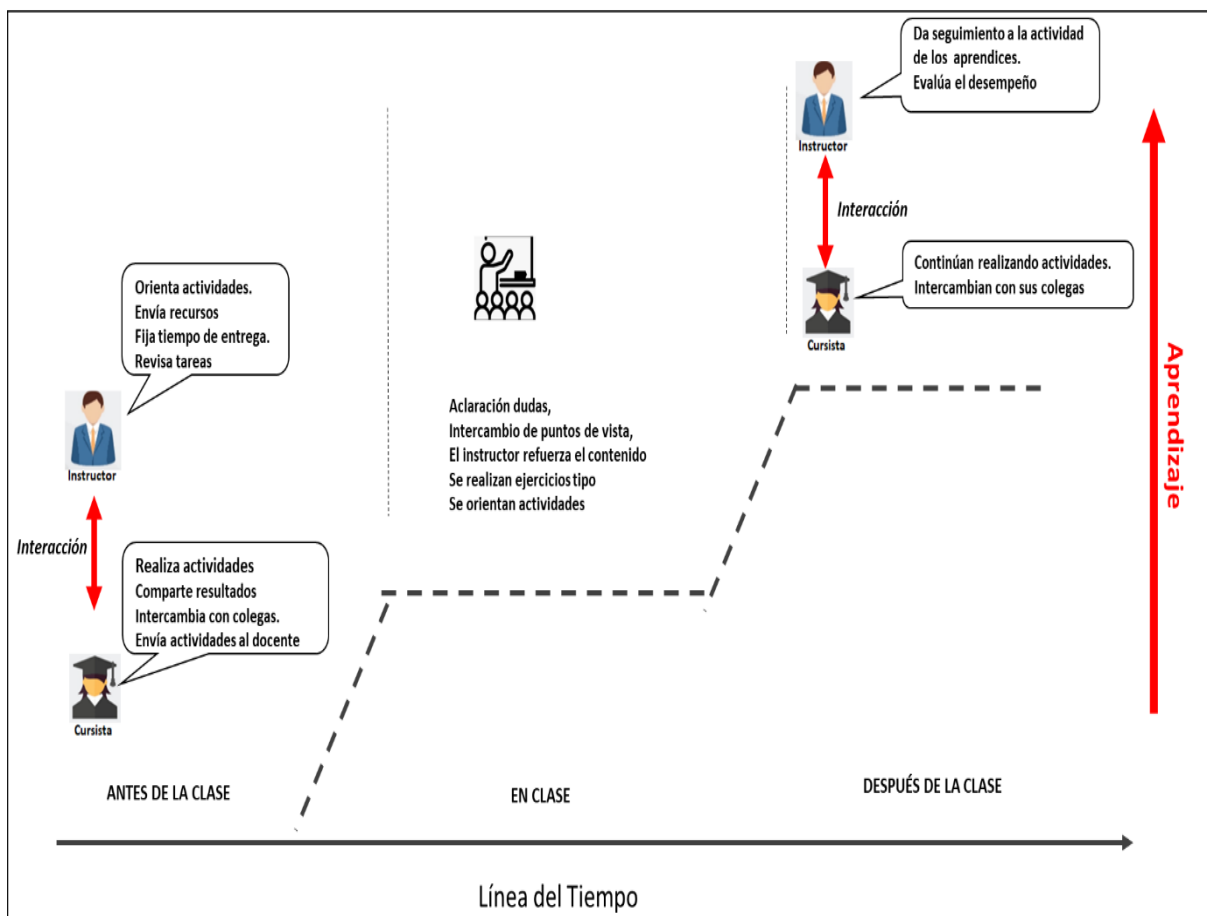 Orienta actividades.
Envía recursos
Fija tiempo de entrega.
Revisa tareas
Instructor
Interacción
Realiza actividades
Comparte resultados
Intercambia con colegas.
Envía actividades al docente
Cursista
ANTES DE LA CLASE
Aclaración dudas,
Intercambio de puntos de vista,
El instructor refuerza el contenido
Se realizan ejercicios tipo
Se orientan actividades
EN CLASE
Da seguimiento a la actividad
de los aprendices.
Evalúa el desempeño
Instructor
Interacción
Continúan realizando actividades.
Intercambian con sus colegas
Cursista
DESPUÉS DE LA CLASE
Aprendizaje
Línea del Tiempo